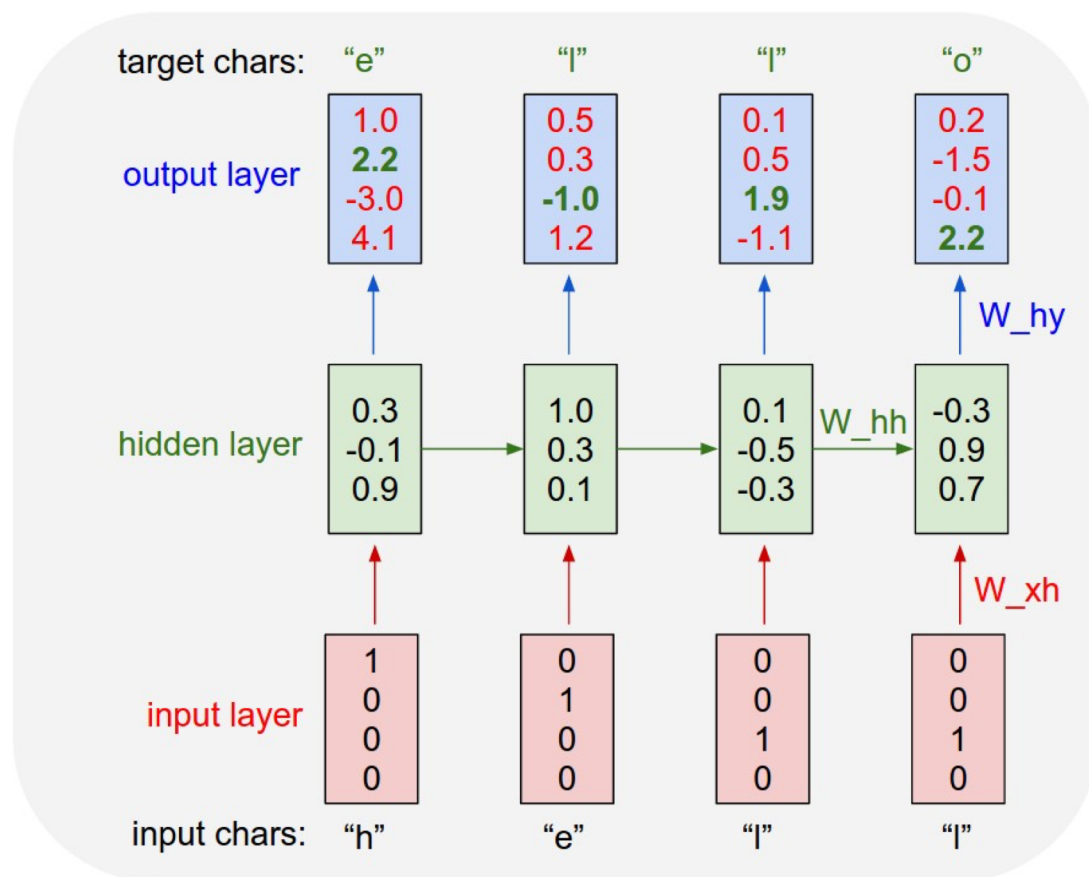 target chars: “e” “l” “l” “o”
output layer
1.0 0.5 0.1 0.2
2.2 0.3 0.5 -1.5
-3.0 -1.0 1.9 -0.1
4.1 1.2 -1.1 2.2
W_hy
hidden layer
0.3 1.0 0.1 W_hh -0.3
-0.1 0.3 -0.5 0.9
0.9 0.1 -0.3 0.7
W_xh
input layer
1 0 0 0
0 1 0 0
0 0 1 1
0 0 0 0
input chars: “h” “e” “l” “l”